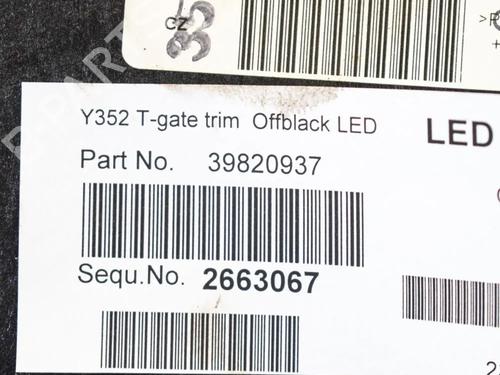 CZ
35
Y352 T-gate trim Offblack LED
LED
Part No. 39820937
Sequ.No. 2663067